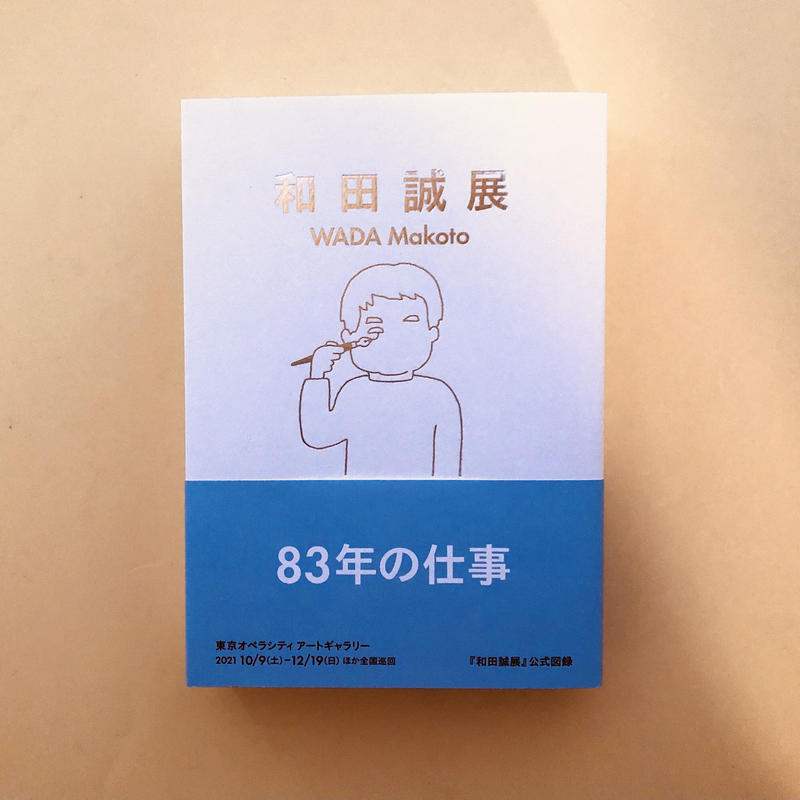 和田誠展
WADA Makoto
83年の仕事
東京オペラシティ アートギャラリー
2021 10/9(土)–12/19(日) ほか全国巡回
『和田誠展』公式図録